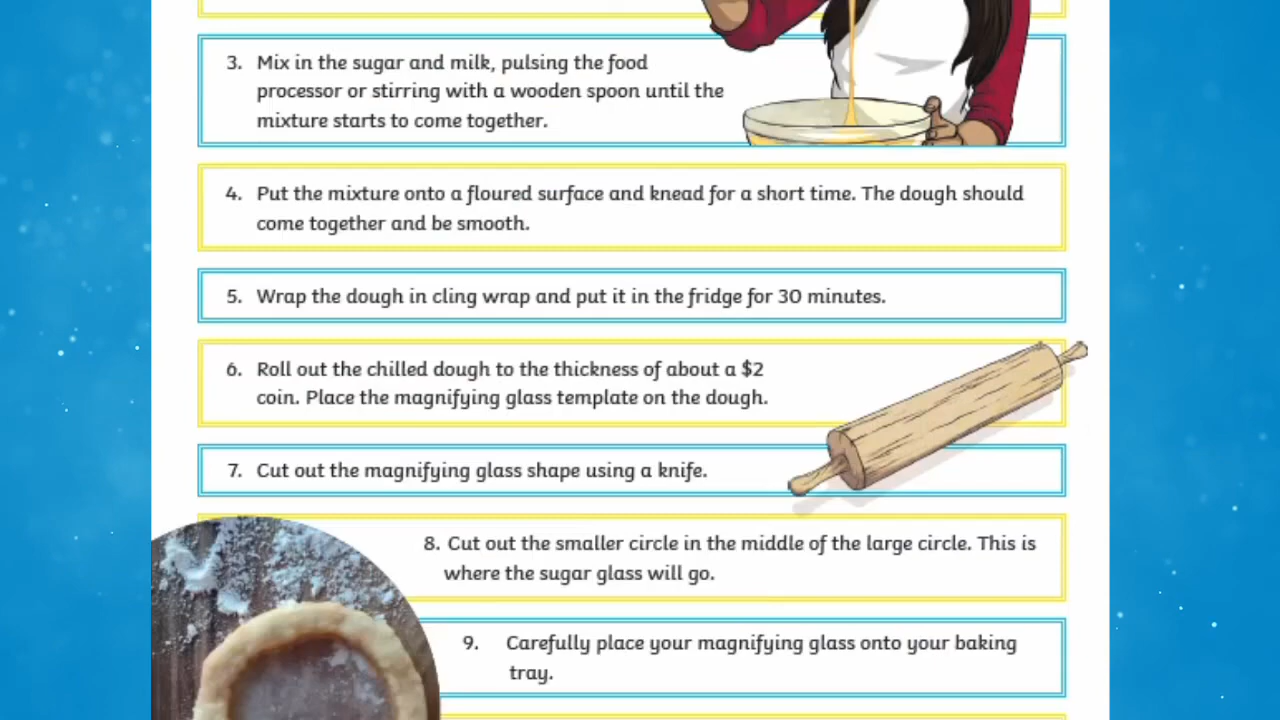 3. Mix in the sugar and milk, pulsing the food
processor or stirring with a wooden spoon until the
mixture starts to come together.
4. Put the mixture onto a floured surface and knead for a short time. The dough should
come together and be smooth.
5. Wrap the dough in cling wrap and put it in the fridge for 30 minutes.
6. Roll out the chilled dough to the thickness of about a $2
coin. Place the magnifying glass template on the dough.
7. Cut out the magnifying glass shape using a knife.
8. Cut out the smaller circle in the middle of the large circle. This is
where the sugar glass will go.
9. Carefully place your magnifying glass onto your baking
tray.